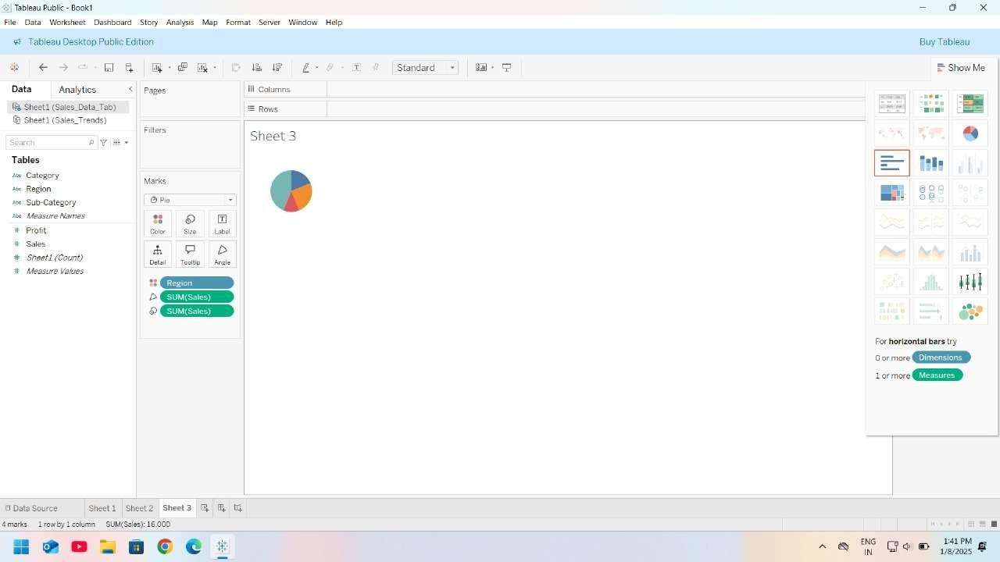 Tableau Public - Book1
File Data Worksheet Dashboard Story Analysis Map Format Server Window Help
Tableau Desktop Public Edition
Buy Tableau
Standard
Show Me
Data Analytics
Sheet1 (Sales_Data_Tab)
Sheet1 (Sales_Trends)
Search
Tables
Abc Category
Abc Region
Abc Sub-Category
Abc Measure Names
# Profit
# Sales
# Sheet1 (Count)
# Measure Values
Pages
Filters
Marks
Pie
Color Size Label
Detail Tooltip Angle
Region
SUM(Sales)
SUM(Sales)
Columns
Rows
Sheet 3
For horizontal bars try
0 or more Dimensions
1 or more Measures
Data Source Sheet 1 Sheet 2 Sheet 3
4 marks 1 row by 1 column SUM(Sales): 16,000
ENG
IN
1:41 PM
1/8/2025